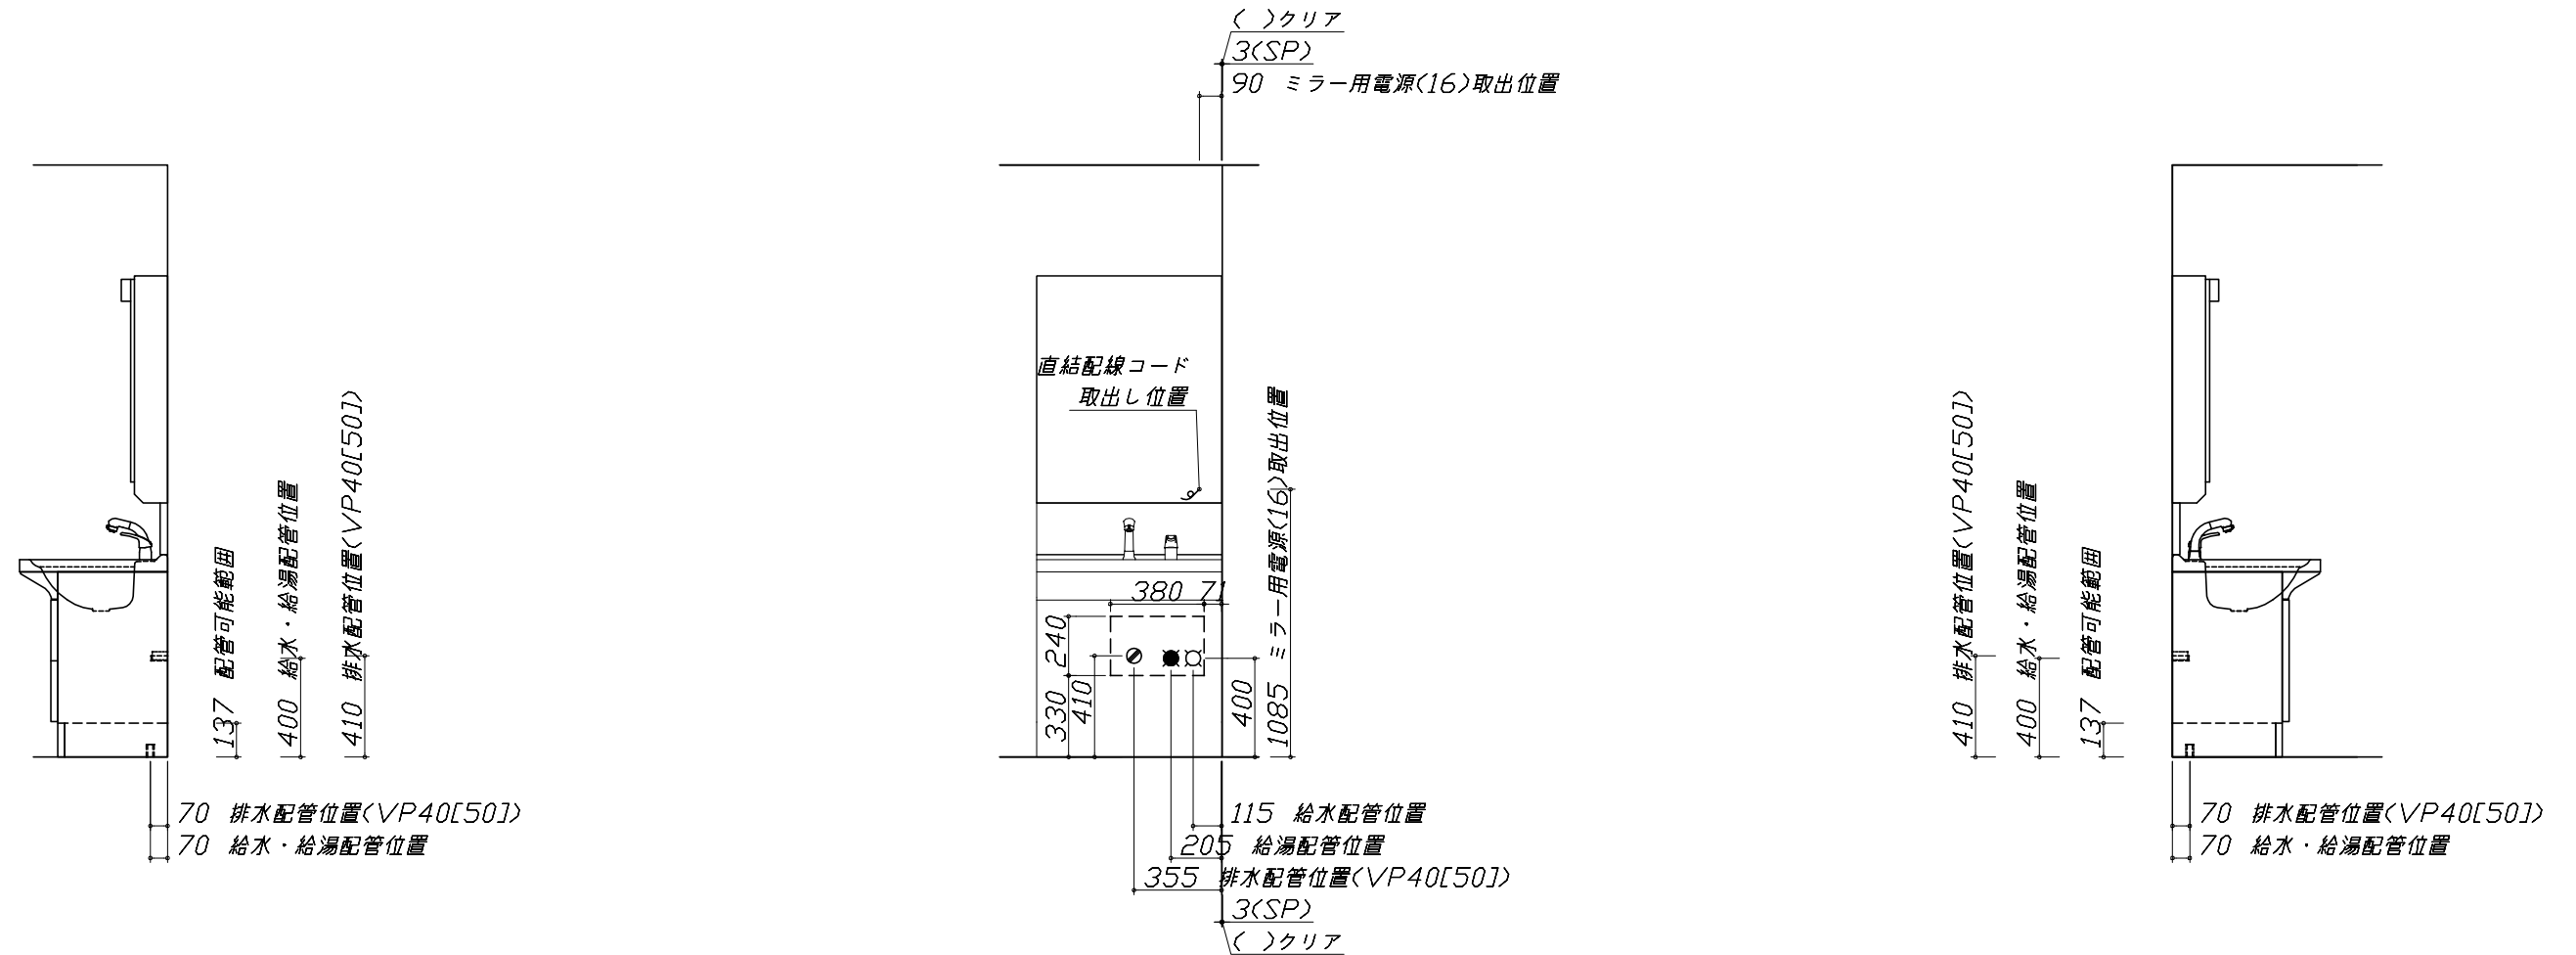 ( )クリア
3(SP)
90 ミラー用電源(16)取出位置
直結配線コード
取出し位置
380 71
240
330
410
400
1085 ミラー用電源(16)取出位置
137 配管可能範囲
400 給水・給湯配管位置
410 排水配管位置(VP40[50])
70 排水配管位置(VP40[50])
70 給水・給湯配管位置
115 給水配管位置
205 給湯配管位置
355 排水配管位置(VP40[50])
3(SP)
( )クリア
410 排水配管位置(VP40[50])
400 給水・給湯配管位置
137 配管可能範囲
70 排水配管位置(VP40[50])
70 給水・給湯配管位置